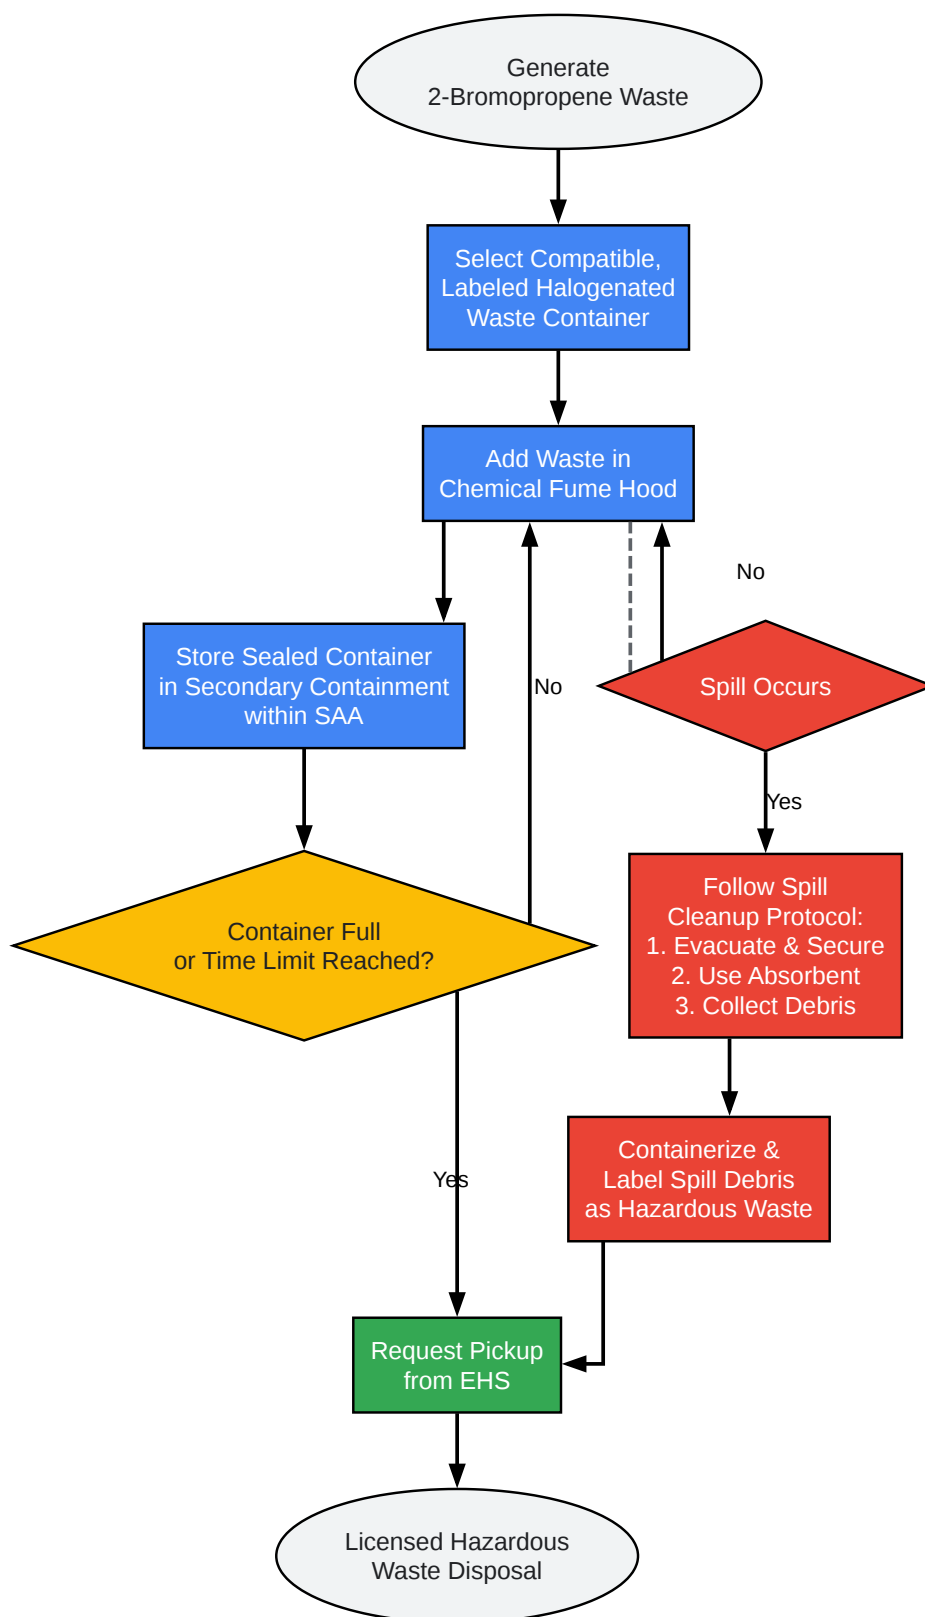 Generate
2-Bromopropene Waste
Select Compatible,
Labeled Halogenated
Waste Container
Add Waste in
Chemical Fume Hood
No
Store Sealed Container
in Secondary Containment
within SAA
No
Spill Occurs
Yes
Container Full
or Time Limit Reached?
Follow Spill
Cleanup Protocol:
1. Evacuate & Secure
2. Use Absorbent
3. Collect Debris
Yes
Containerize &
Label Spill Debris
as Hazardous Waste
Request Pickup
from EHS
Licensed Hazardous
Waste Disposal